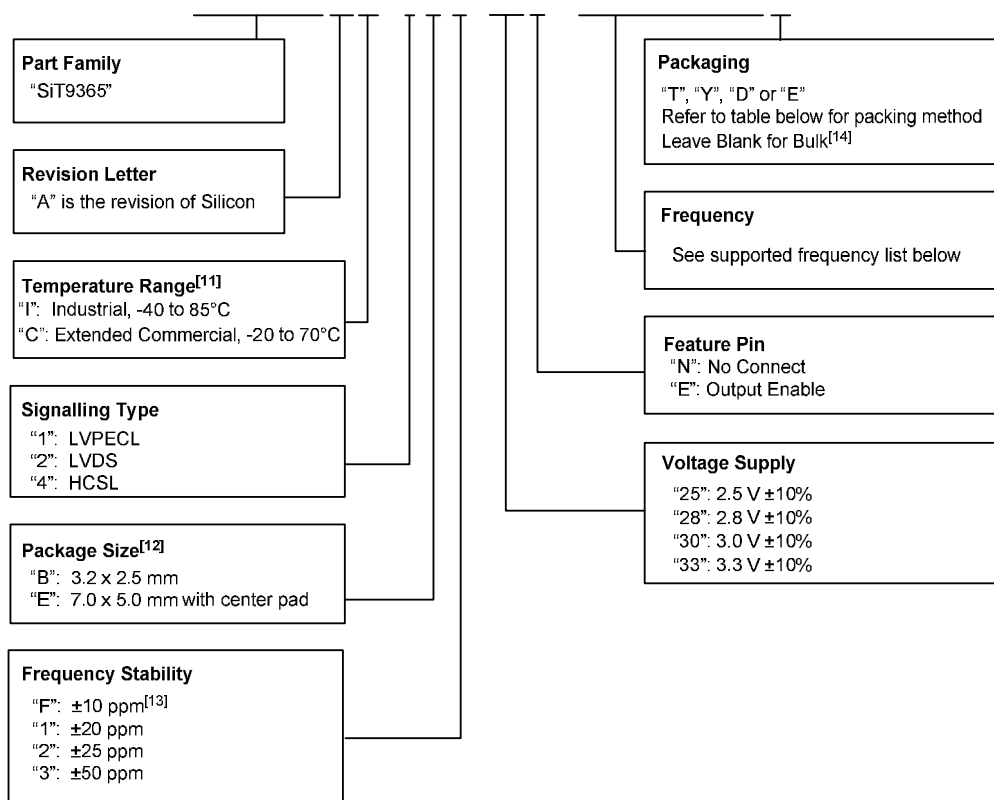 Part Family
“SiT9365”
Revision Letter
“A” is the revision of Silicon
Temperature Range[11]
“I”: Industrial, -40 to 85°C
“C”: Extended Commercial, -20 to 70°C
Signalling Type
“1”: LVPECL
“2”: LVDS
“4”: HCSL
Package Size[12]
“B”: 3.2 x 2.5 mm
“E”: 7.0 x 5.0 mm with center pad
Frequency Stability
“F”: ±10 ppm[13]
“1”: ±20 ppm
“2”: ±25 ppm
“3”: ±50 ppm
Packaging
“T”, “Y”, “D” or “E”
Refer to table below for packing method
Leave Blank for Bulk[14]
Frequency
See supported frequency list below
Feature Pin
“N”: No Connect
“E”: Output Enable
Voltage Supply
“25”: 2.5 V ±10%
“28”: 2.8 V ±10%
“30”: 3.0 V ±10%
“33”: 3.3 V ±10%